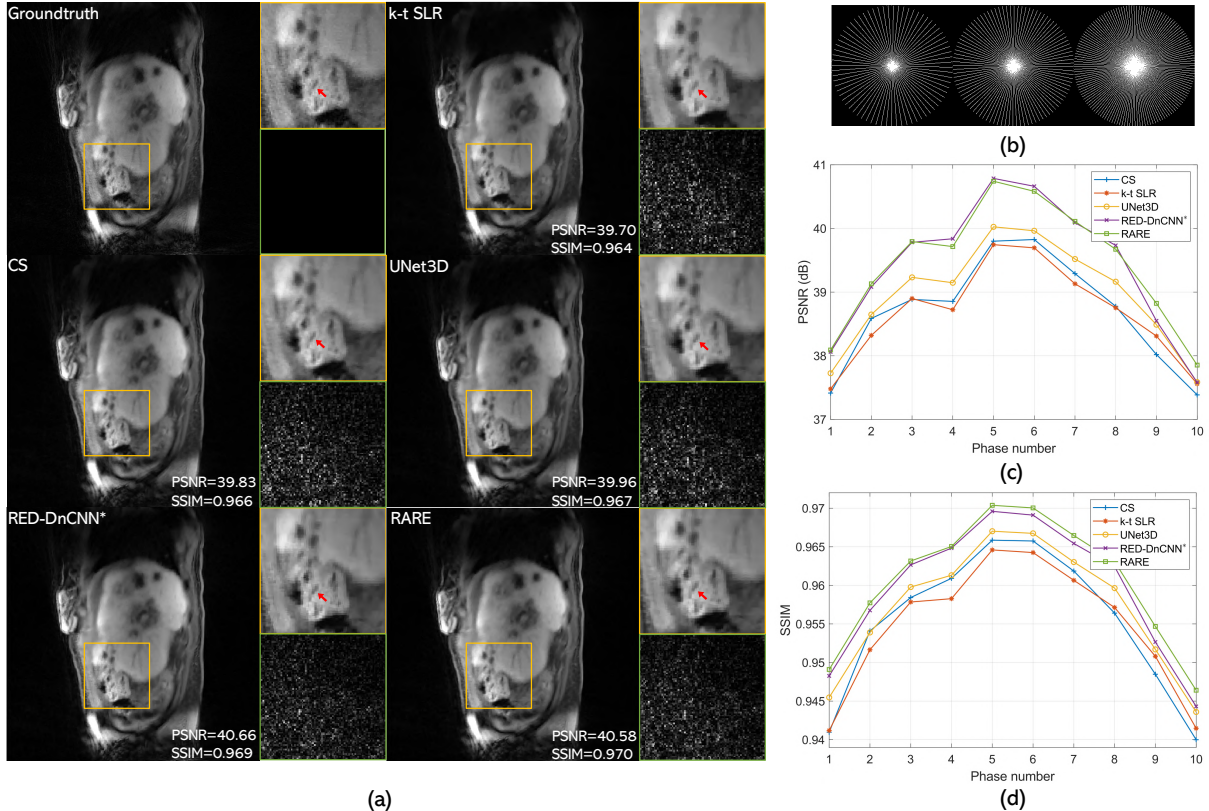 Groundtruth
k-t SLR
PSNR=39.70
SSIM=0.964
CS
UNet3D
PSNR=39.83
SSIM=0.966
PSNR=39.96
SSIM=0.967
RED-DnCNN*
RARE
PSNR=40.66
SSIM=0.969
PSNR=40.58
SSIM=0.970
(a)
(b)
41
40
39
38
37
PSNR (dB)
CS
k-t SLR
UNet3D
RED-DnCNN*
RARE
1 2 3 4 5 6 7 8 9 10
Phase number
(c)
0.97
0.965
0.96
0.955
0.95
0.945
0.94
SSIM
CS
k-t SLR
UNet3D
RED-DnCNN*
RARE
1 2 3 4 5 6 7 8 9 10
Phase number
(d)